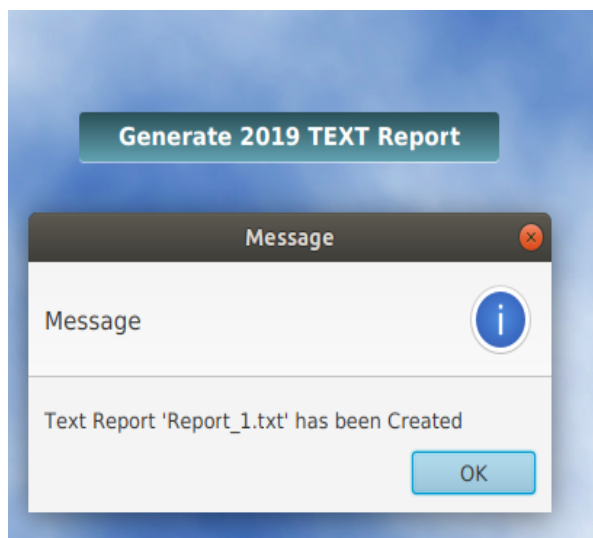 Generate 2019 TEXT Report
Message
Message
i
Text Report 'Report_1.txt' has been Created
OK